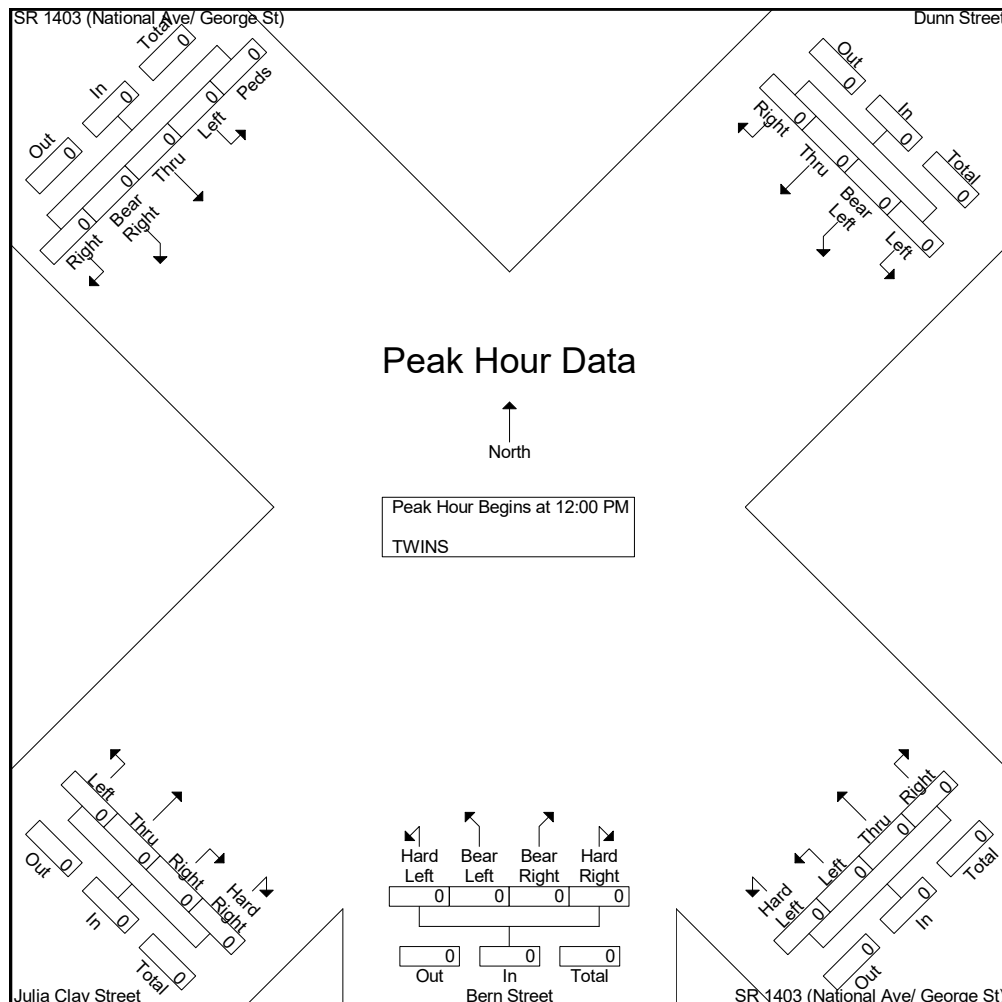 SR 1403 (National Ave/ George St)
Dunn Street
Out
0
In
0
Total
0
Right
0
Bear
Right
0
Thru
0
Left
0
Peds
0
Out
0
In
0
Total
0
Right
0
Thru
0
Bear
Left
0
Left
0
Peak Hour Data
North
Peak Hour Begins at 12:00 PM
TWINS
Left
0
Thru
0
Right
0
Hard
Right
0
Out
0
In
0
Total
0
Julia Clay Street
Hard
Left
0
Bear
Left
0
Bear
Right
0
Hard
Right
0
Out
0
In
0
Total
0
Bern Street
Hard
Left
0
Left
0
Thru
0
Right
0
Out
0
In
0
Total
0
SR 1403 (National Ave/ George St)